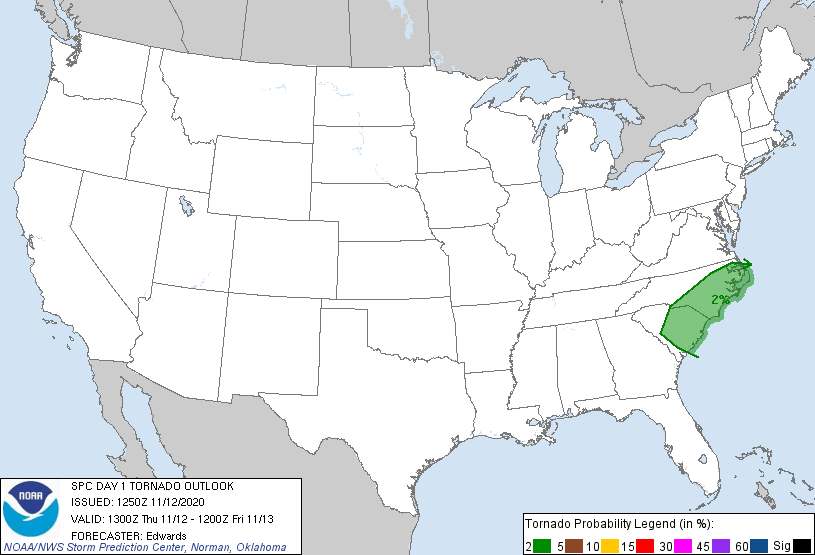 2%
NOAA
SPC DAY 1 TORNADO OUTLOOK
ISSUED: 1250Z 11/12/2020
VALID: 1300Z Thu 11/12 - 1200Z Fri 11/13
FORECASTER: Edwards
NOAA/NWS Storm Prediction Center, Norman, Oklahoma
Tornado Probability Legend (in %):
2 5 10 15 30 45 60 Sig